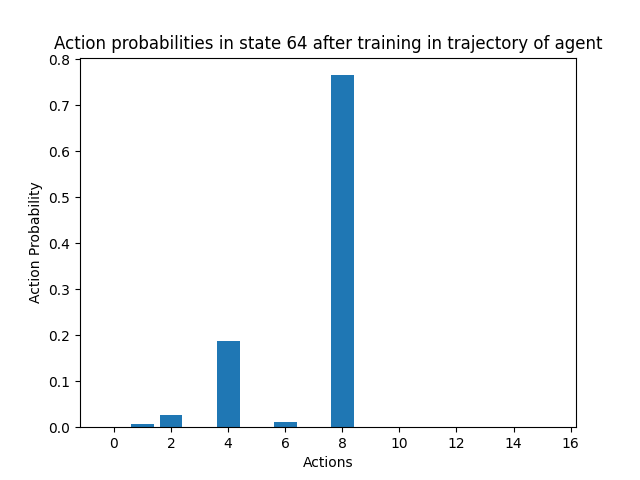 Action probabilities in state 64 after training in trajectory of agent
0.8
0.7
0.6
0.5
0.4
0.3
0.2
0.1
0.0
Action Probability
0 2 4 6 8 10 12 14 16
Actions